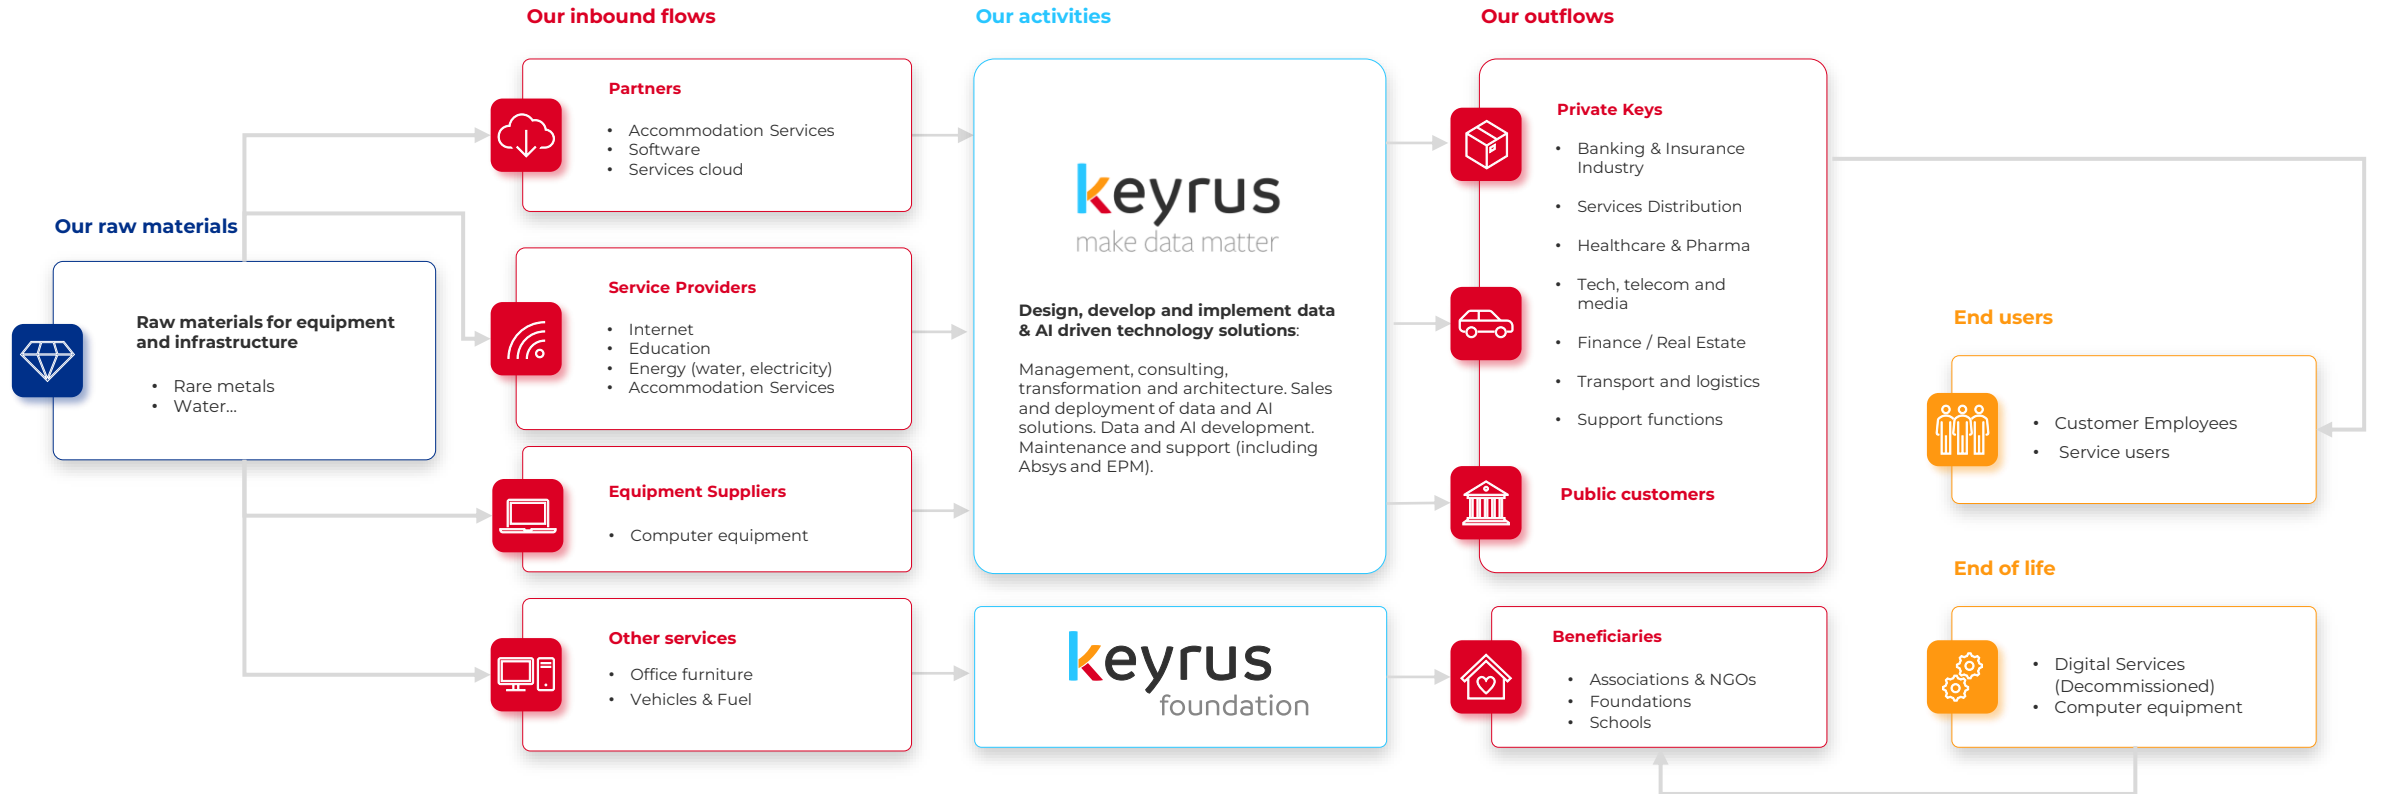 Our raw materials
Raw materials for equipment
and infrastructure
• Rare metals
• Water...
Our inbound flows
Partners
• Accommodation Services
• Software
• Services cloud
Service Providers
• Internet
• Education
• Energy (water, electricity)
• Accommodation Services
Equipment Suppliers
• Computer equipment
Other services
• Office furniture
• Vehicles & Fuel
Our activities
keyrus
make data matter
Design, develop and implement data
& AI driven technology solutions:
Management, consulting,
transformation and architecture. Sales
and deployment of data and AI
solutions. Data and AI development.
Maintenance and support (including
Absys and EPM).
keyrus
foundation
Our outflows
Private Keys
• Banking & Insurance
Industry
• Services Distribution
• Healthcare & Pharma
• Tech, telecom and
media
• Finance / Real Estate
• Transport and logistics
• Support functions
Public customers
Beneficiaries
• Associations & NGOs
• Foundations
• Schools
End users
• Customer Employees
• Service users
End of life
• Digital Services
(Decommissioned)
• Computer equipment